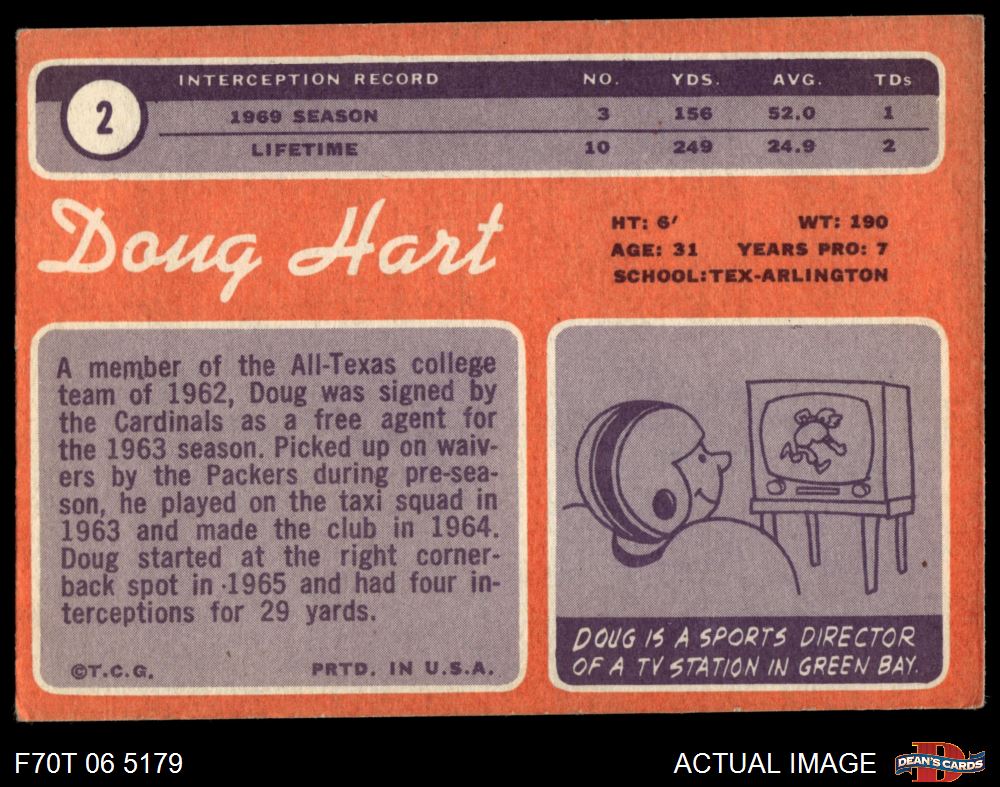 2
INTERCEPTION RECORD NO. YDS. AVG. TDs
1969 SEASON 3 156 52.0 1
LIFETIME 10 249 24.9 2
Doug Hart
HT: 6′ WT: 190
AGE: 31 YEARS PRO: 7
SCHOOL:TEX-ARLINGTON
A member of the All-Texas college
team of 1962, Doug was signed by
the Cardinals as a free agent for
the 1963 season. Picked up on waiv-
ers by the Packers during pre-sea-
son, he played on the taxi squad in
1963 and made the club in 1964.
Doug started at the right corner-
back spot in 1965 and had four in-
terceptions for 29 yards.
©T.C.G. PRTD. IN U.S.A.
DOUG IS A SPORTS DIRECTOR
OF A TV STATION IN GREEN BAY.
F70T 06 5179
ACTUAL IMAGE
D
DEAN'S CARDS